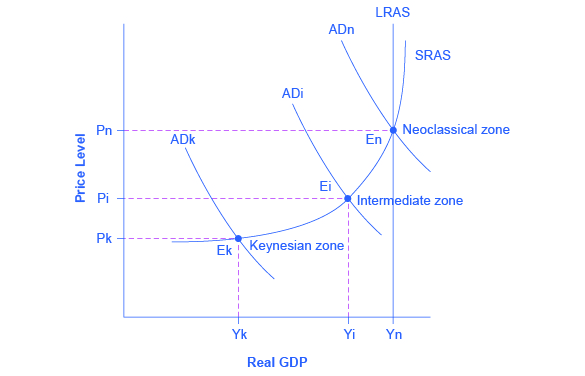 LRAS
ADn
SRAS
ADi
Pn
Neoclassical zone
En
ADk
Price Level
Ei
Pi
Intermediate zone
Pk
Keynesian zone
Ek
Yk
Yi
Yn
Real GDP